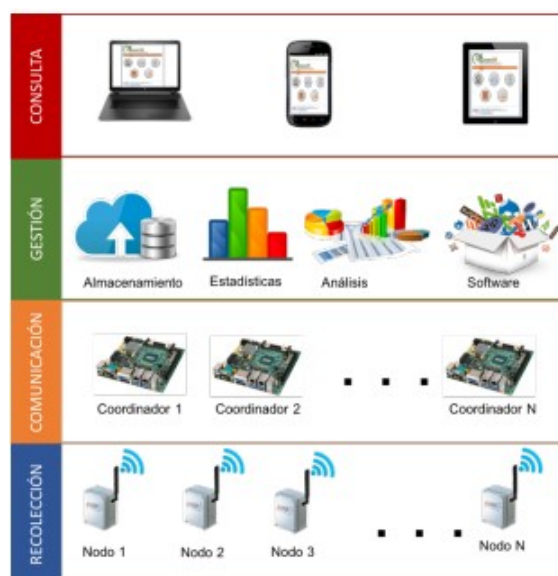 CONSULTA
GESTIÓN
Almacenamiento
Estadísticas
Análisis
Software
COMUNICACIÓN
Coordinador 1
Coordinador 2
Coordinador N
RECOLECCIÓN
Nodo 1
Nodo 2
Nodo 3
Nodo N